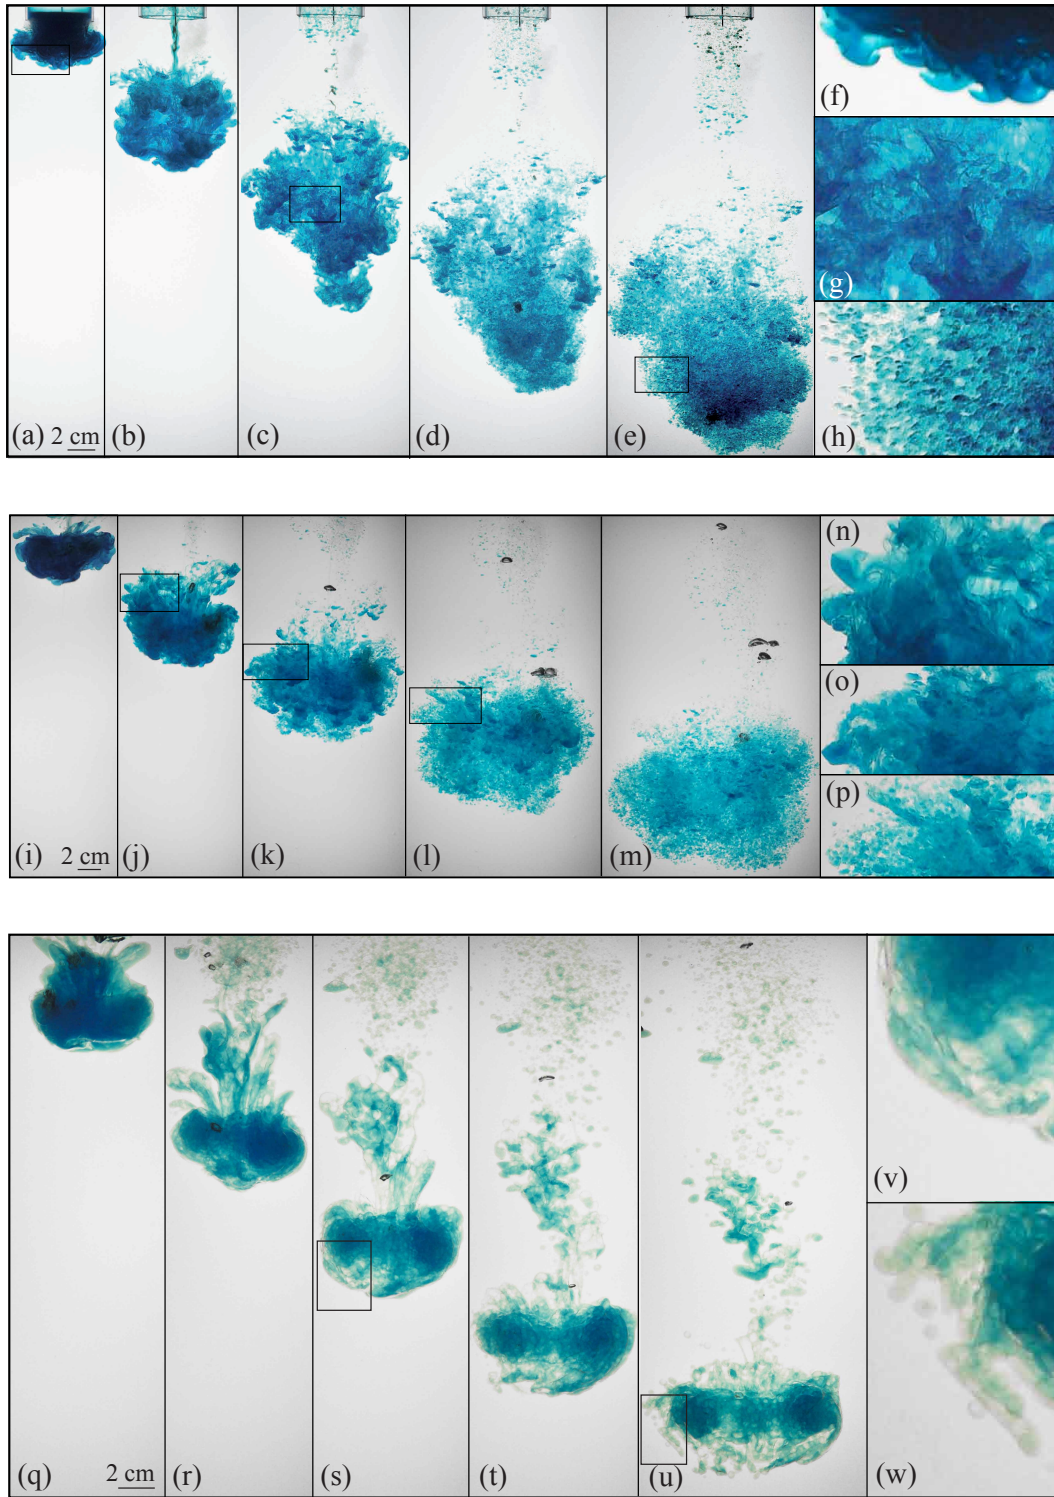 (a) 2 cm (b) (c) (d) (e) (f)
(g)
(h)
(i) 2 cm (j) (k) (l) (m) (n)
(o)
(p)
(q) 2 cm (r) (s) (t) (u) (v)
(w)